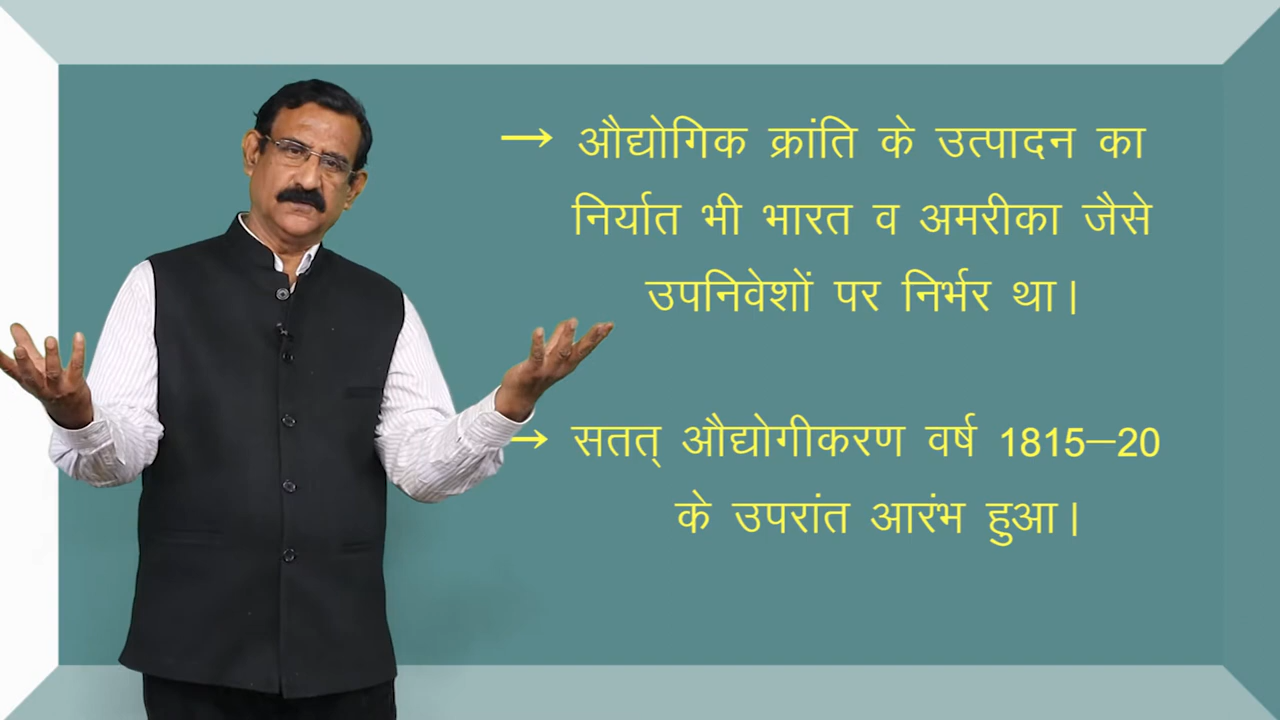 → औद्योगिक क्रांति के उत्पादन का
निर्यात भी भारत व अमरीका जैसे
उपनिवेशों पर निर्भर था।
→ सतत् औद्योगीकरण वर्ष 1815–20
के उपरांत आरंभ हुआ।